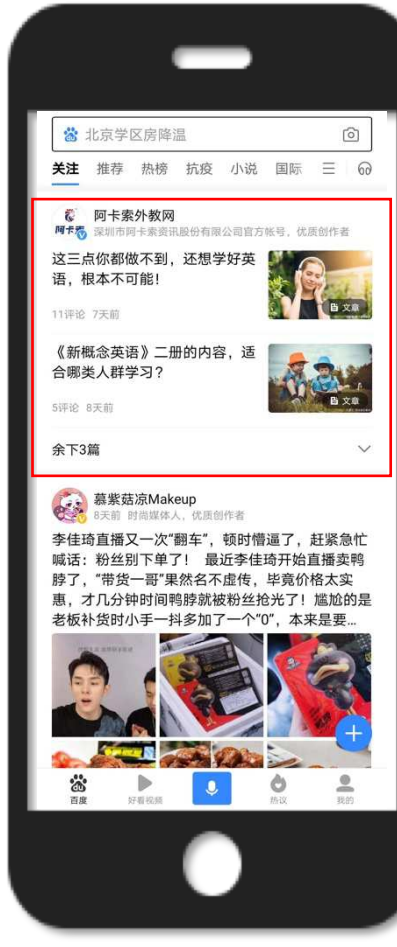 北京学区房降温
关注 推荐 热榜 抗疫 小说 国际
阿卡索外教网
阿卡索
深圳市阿卡索资讯股份有限公司官方帐号，优质创作者
这三点你都做不到，还想学好英
语，根本不可能！
文章
11评论 7天前
《新概念英语》二册的内容，适
合哪类人群学习？
文章
5评论 8天前
余下3篇
慕紫菇凉Makeup
8天前 时尚媒体人，优质创作者
李佳琦直播又一次“翻车”，顿时懵逼了，赶紧急忙
喊话：粉丝别下单了！ 最近李佳琦开始直播卖鸭
脖了，“带货一哥”果然名不虚传，毕竟价格太实
惠，才几分钟时间鸭脖就被粉丝抢光了！尴尬的是
老板补货时小手一抖多加了一个“0”，本来是要...
du
百度 好看视频 热议 我的